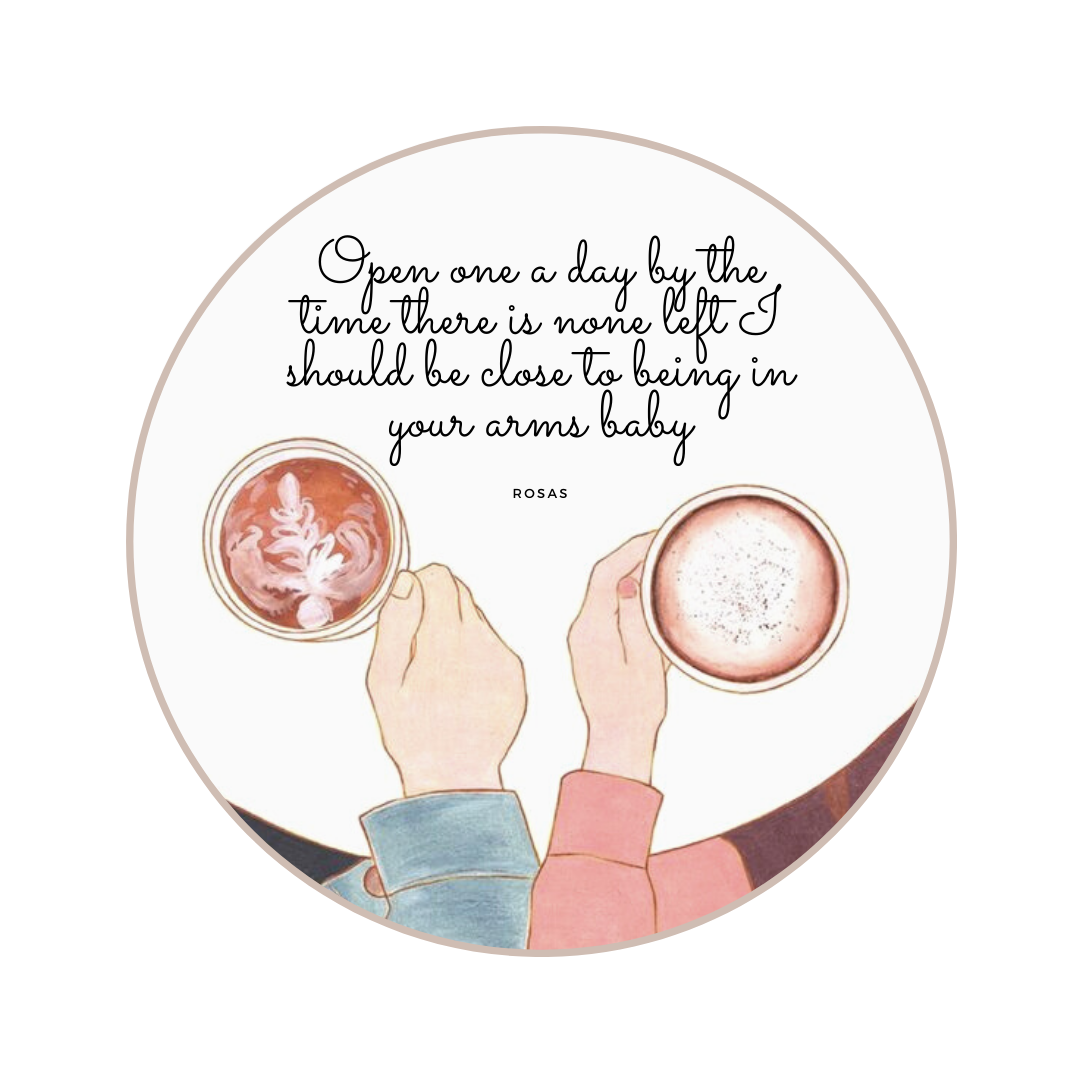 Open one a day by the
time there is none left I
should be close to being in
your arms baby
ROSAS